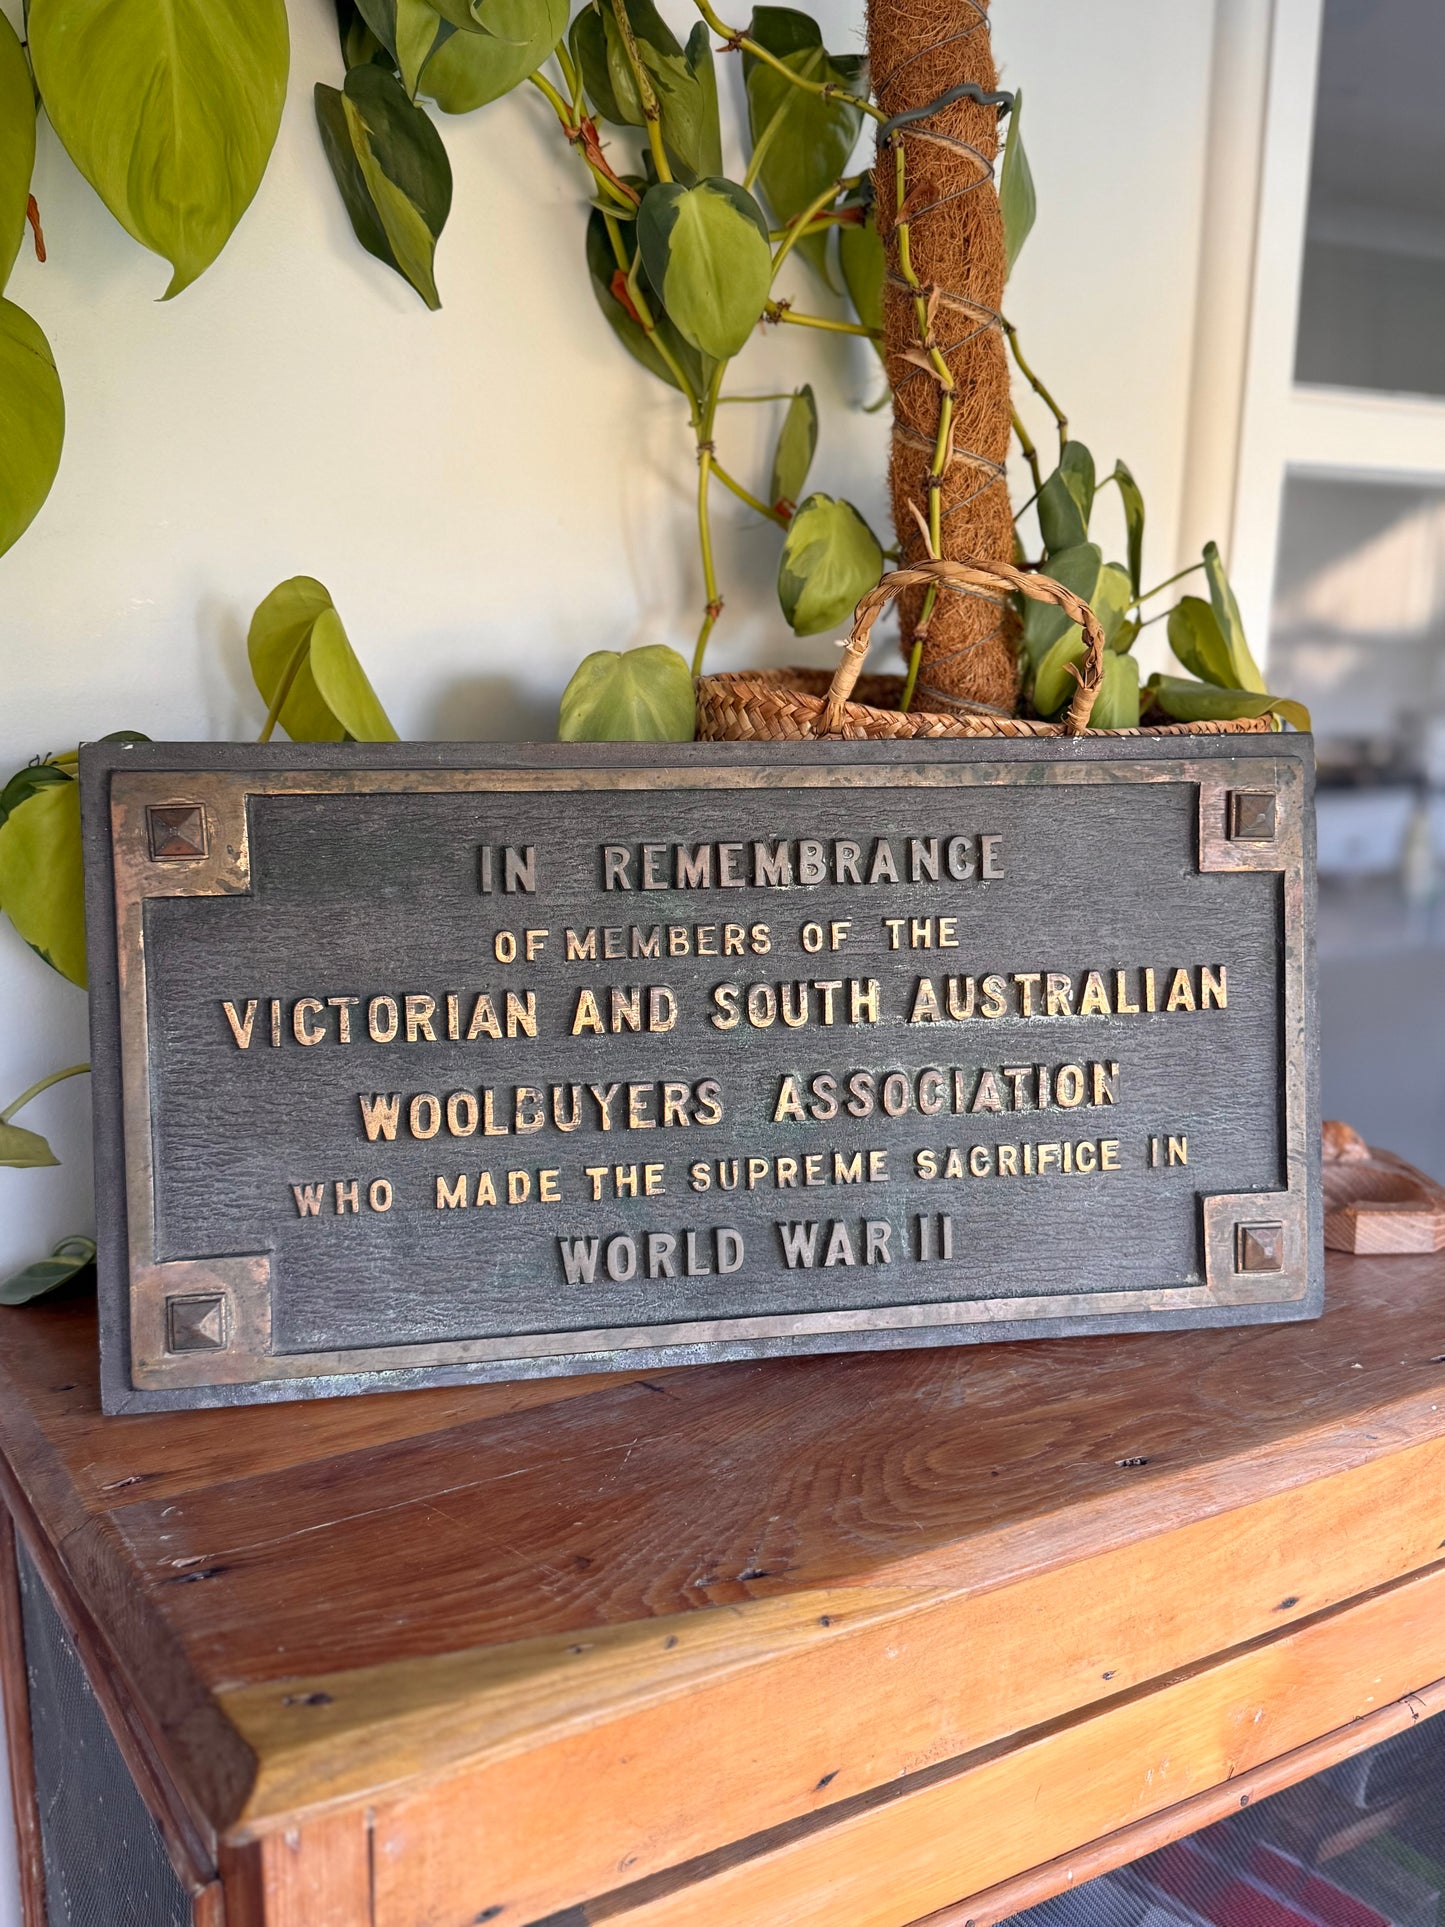 IN REMEMBRANCE
OF MEMBERS OF THE
VICTORIAN AND SOUTH AUSTRALIAN
WOOLBUYERS ASSOCIATION
WHO MADE THE SUPREME SACRIFICE IN
WORLD WAR II